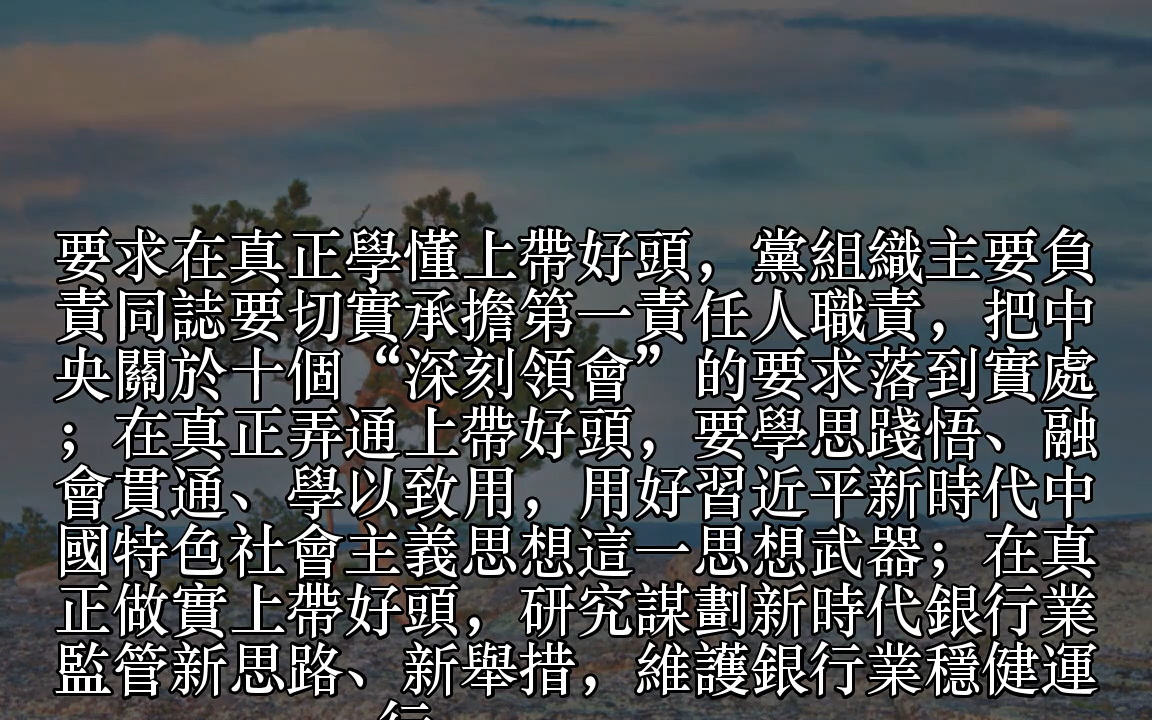 要求在真正學懂上帶好頭，黨組織主要負
責同誌要切實承擔第一責任人職責，把中
央關於十個“深刻領會”的要求落到實處
；在真正弄通上帶好頭，要學思踐悟、融
會貫通、學以致用，用好習近平新時代中
國特色社會主義思想這一思想武器；在真
正做實上帶好頭，研究謀劃新時代銀行業
監管新思路、新舉措，維護銀行業穩健運
行